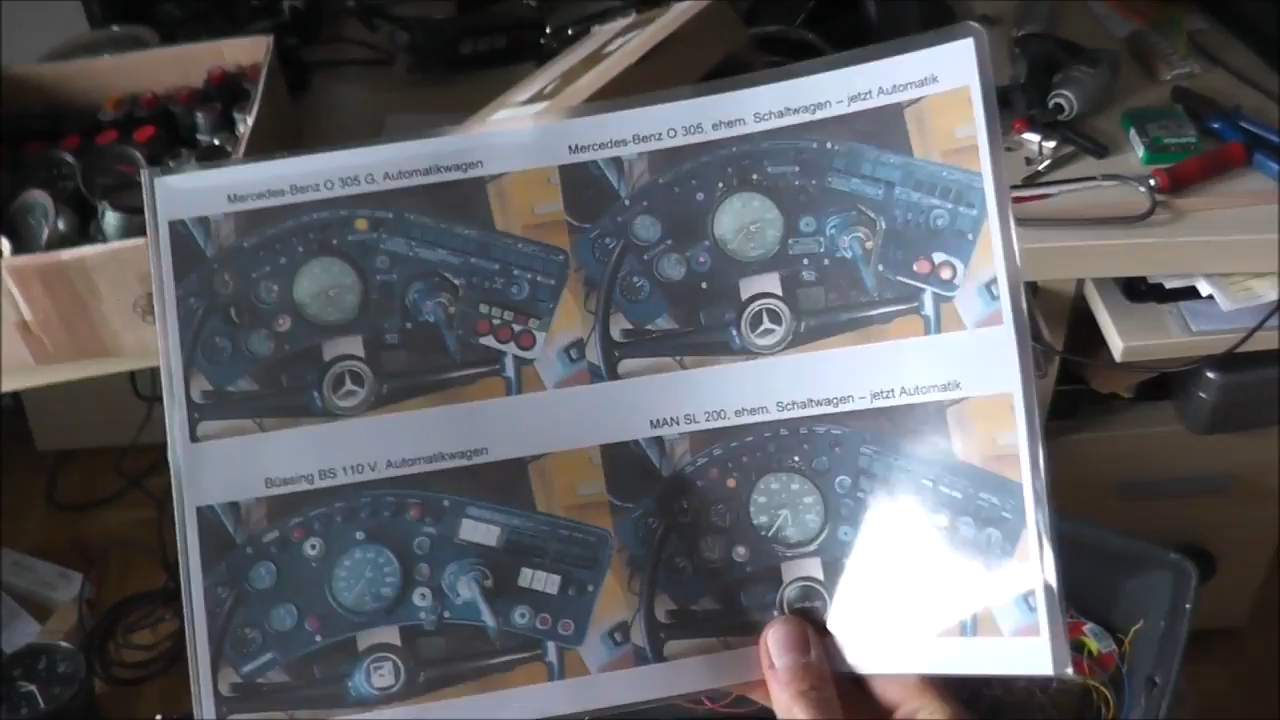 Mercedes-Benz O 305 G, Automatikwagen
Mercedes-Benz O 305, ehem. Schaltwagen – jetzt Automatik
Büssing BS 110 V, Automatikwagen
MAN SL 200, ehem. Schaltwagen – jetzt Automatik